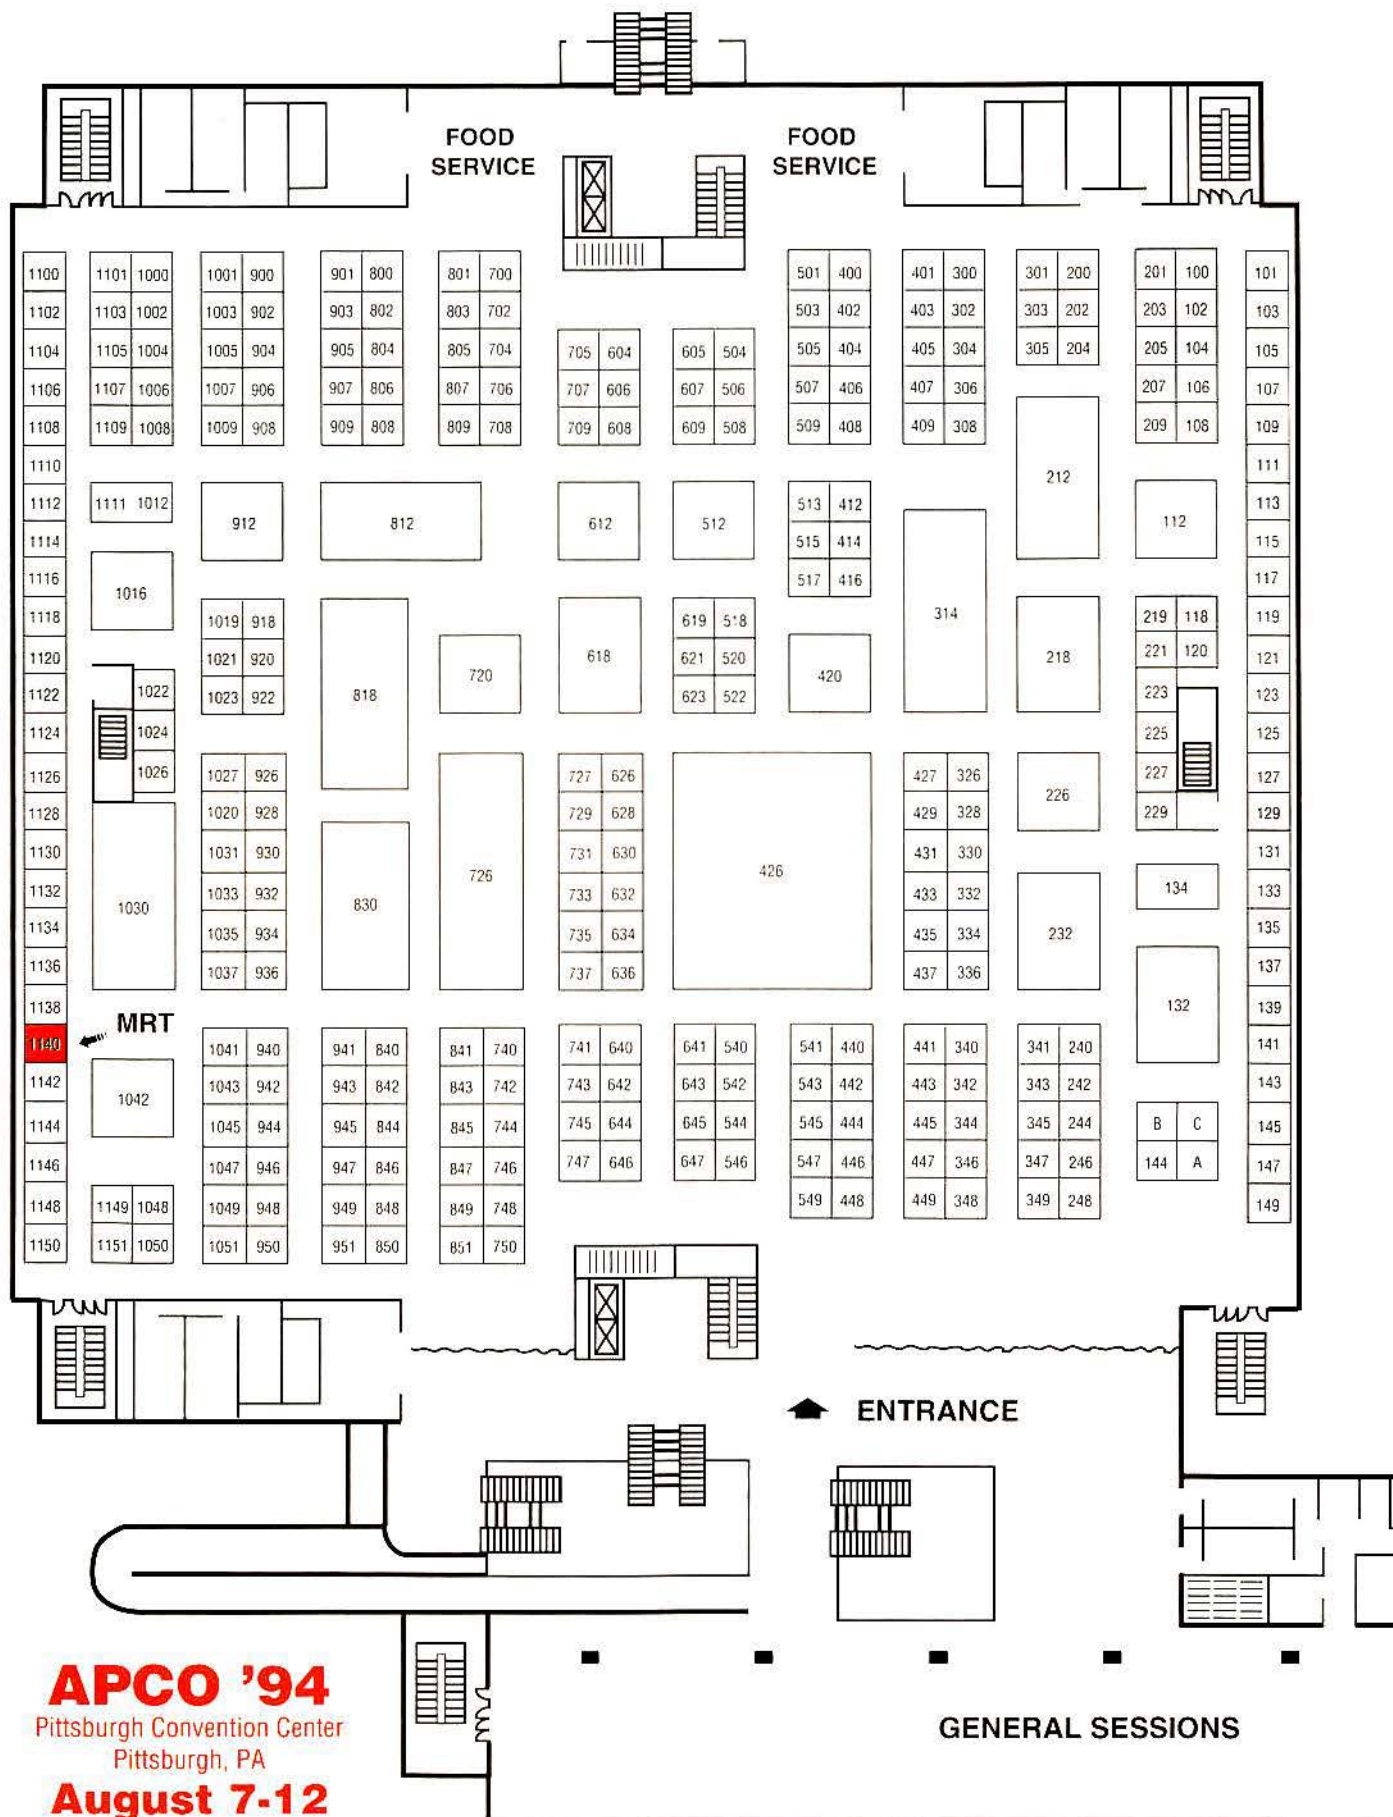 FOOD SERVICE
FOOD SERVICE
1100 1101 1000 1001 900 901 800 801 700 501 400 401 300 301 200 201 100 101
1102 1103 1002 1003 902 903 802 803 702 503 402 403 302 303 202 203 102 103
1104 1105 1004 1005 904 905 804 805 704 705 604 605 504 505 404 405 304 305 204 205 104 105
1106 1107 1006 1007 906 907 806 807 706 707 606 607 506 507 406 407 306 207 106 107
1108 1109 1008 1009 908 909 808 809 708 709 608 609 508 509 408 409 308 209 108 109
1110 212 111
1112 1111 1012 912 812 612 512 513 412 112 113
1114 515 414 115
1116 1016 517 416 117
1118 1019 918 619 518 314 219 118 119
1120 1021 920 720 618 621 520 420 218 221 120 121
1122 1022 1023 922 818 623 522 223 123
1124 1024 225 125
1126 1026 1027 926 727 626 427 326 226 227 127
1128 1020 928 729 628 429 328 229 129
1130 1031 930 731 630 431 330 131
1132 1030 1033 932 830 726 733 632 426 433 332 134 133
1134 1035 934 735 634 435 334 232 135
1136 1037 936 737 636 437 336 137
1138 132 139
MRT
1140 1041 940 941 840 841 740 741 640 641 540 541 440 441 340 341 240 141
1142 1042 1043 942 943 842 843 742 743 642 643 542 543 442 443 342 343 242 143
1144 1045 944 945 844 845 744 745 644 645 544 545 444 445 344 345 244 B C 145
1146 1047 946 947 846 847 746 747 646 647 546 547 446 447 346 347 246 144 A 147
1148 1149 1048 1049 948 949 848 849 748 549 448 449 348 349 248 149
1150 1151 1050 1051 950 951 850 851 750
ENTRANCE
GENERAL SESSIONS
APCO ’94
Pittsburgh Convention Center
Pittsburgh, PA
August 7-12